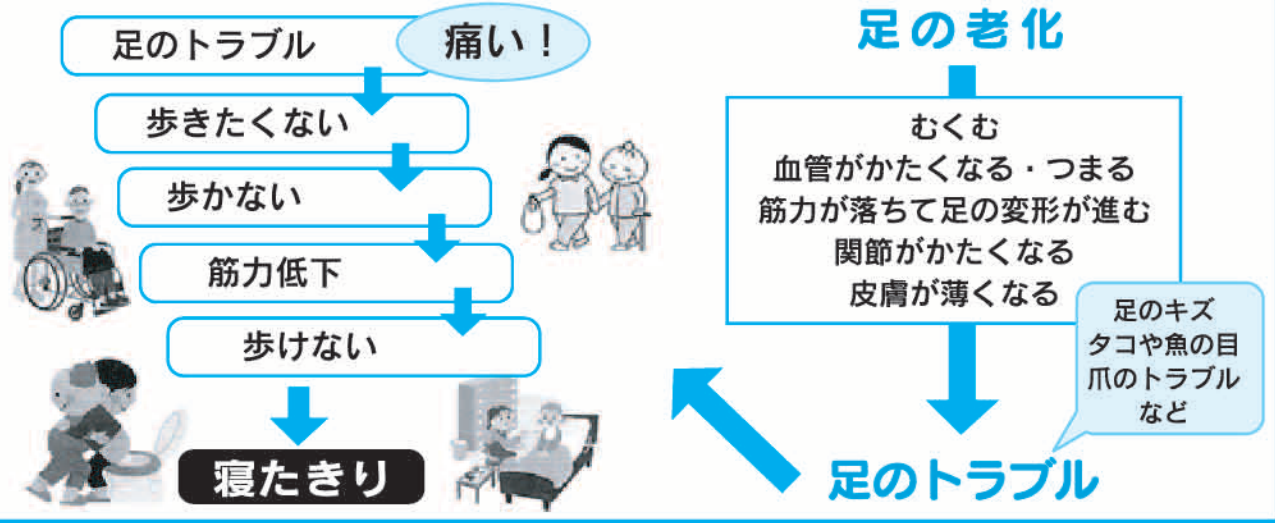 足のトラブル
痛い！
歩きたくない
歩かない
筋力低下
歩けない
寝たきり
足の老化
むくむ
血管がかたくなる・つまる
筋力が落ちて足の変形が進む
関節がかたくなる
皮膚が薄くなる
足のキズ
タコや魚の目
爪のトラブル
など
足のトラブル